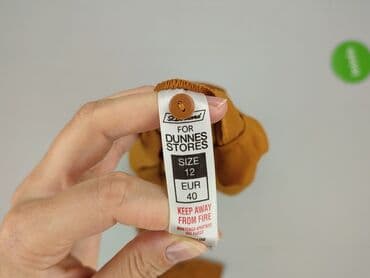 FOR
DUNNES
STORES
SIZE
12
EUR
40
KEEP AWAY
FROM FIRE